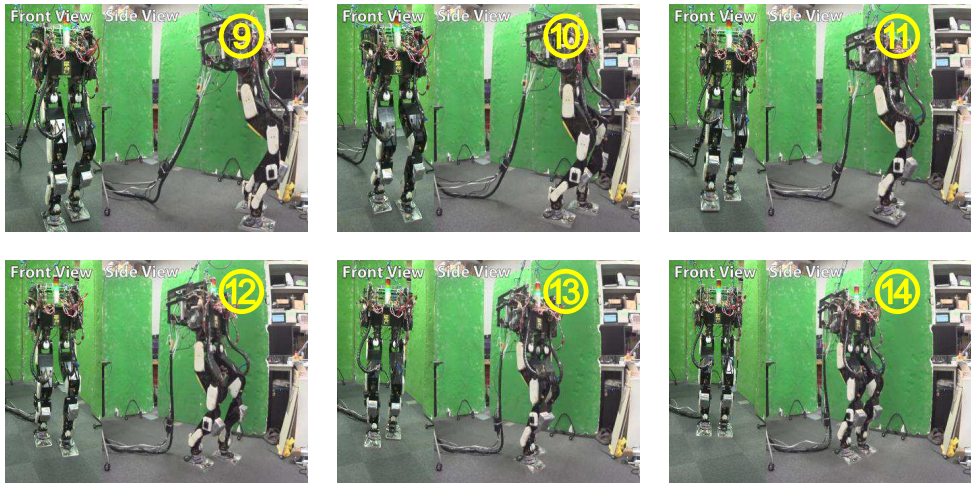 Front View Side View ⑨
Front View Side View ⑩
Front View Side View ⑪
Front View Side View ⑫
Front View Side View ⑬
Front View Side View ⑭